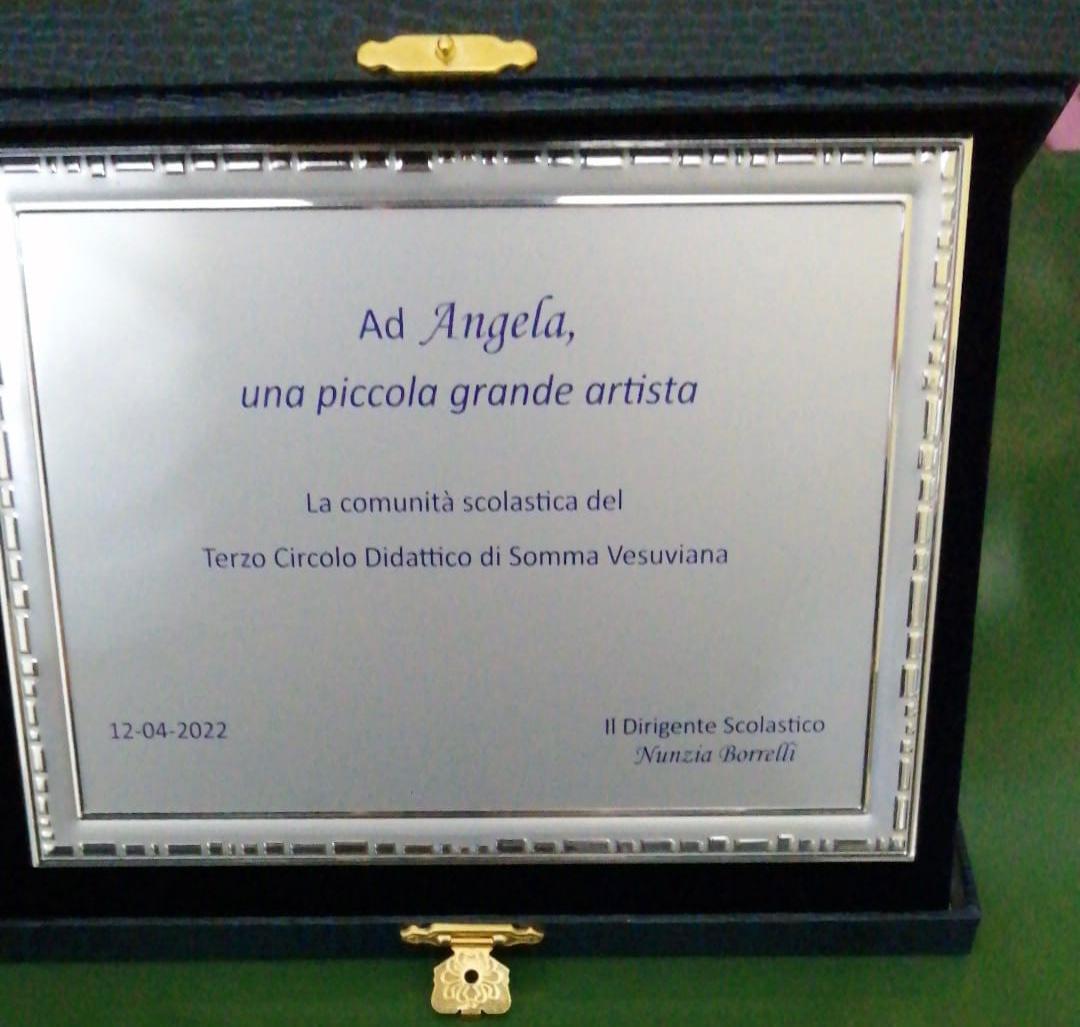 Ad Angela,
una piccola grande artista
La comunità scolastica del
Terzo Circolo Didattico di Somma Vesuviana
12-04-2022
Il Dirigente Scolastico
Nunzia Borrelli